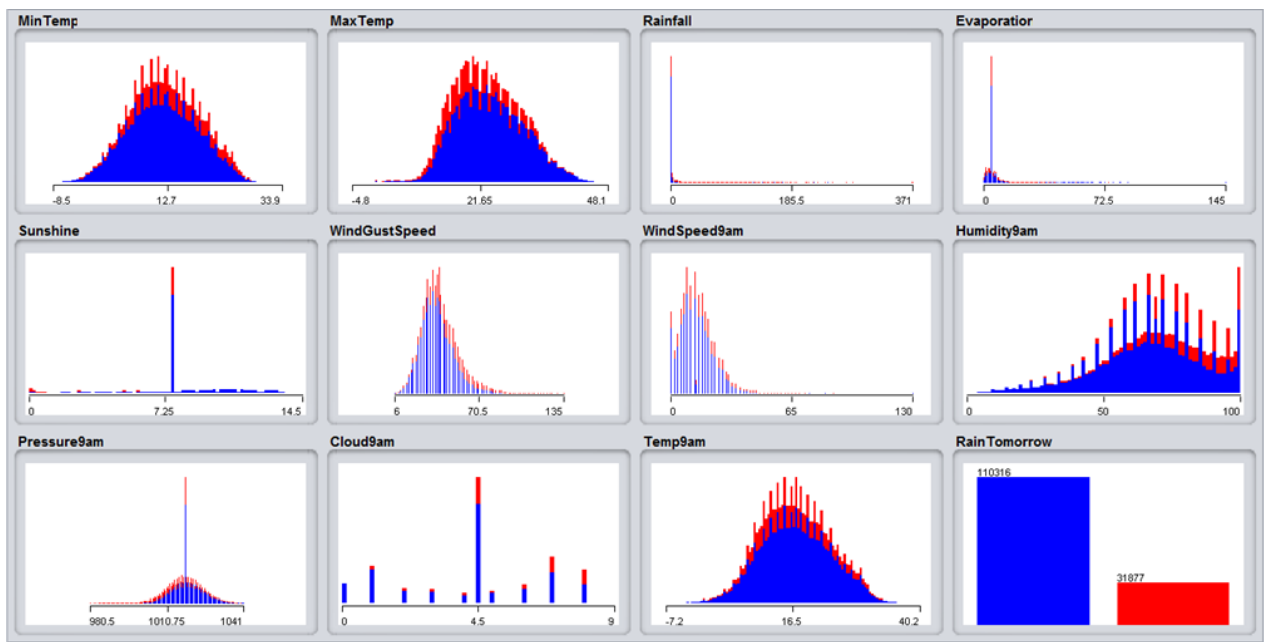 MinTemp
MaxTemp
Rainfall
Evaporatior
-8.5 12.7 33.9
-4.8 21.65 48.1
0 185.5 371
0 72.5 145
Sunshine
WindGustSpeed
WindSpeed9am
Humidity9am
0 7.25 14.5
6 70.5 135
0 65 130
0 50 100
Pressure9am
Cloud9am
Temp9am
RainTomorrow
110316
31877
980.5 1010.75 1041
0 4.5 9
-7.2 16.5 40.2